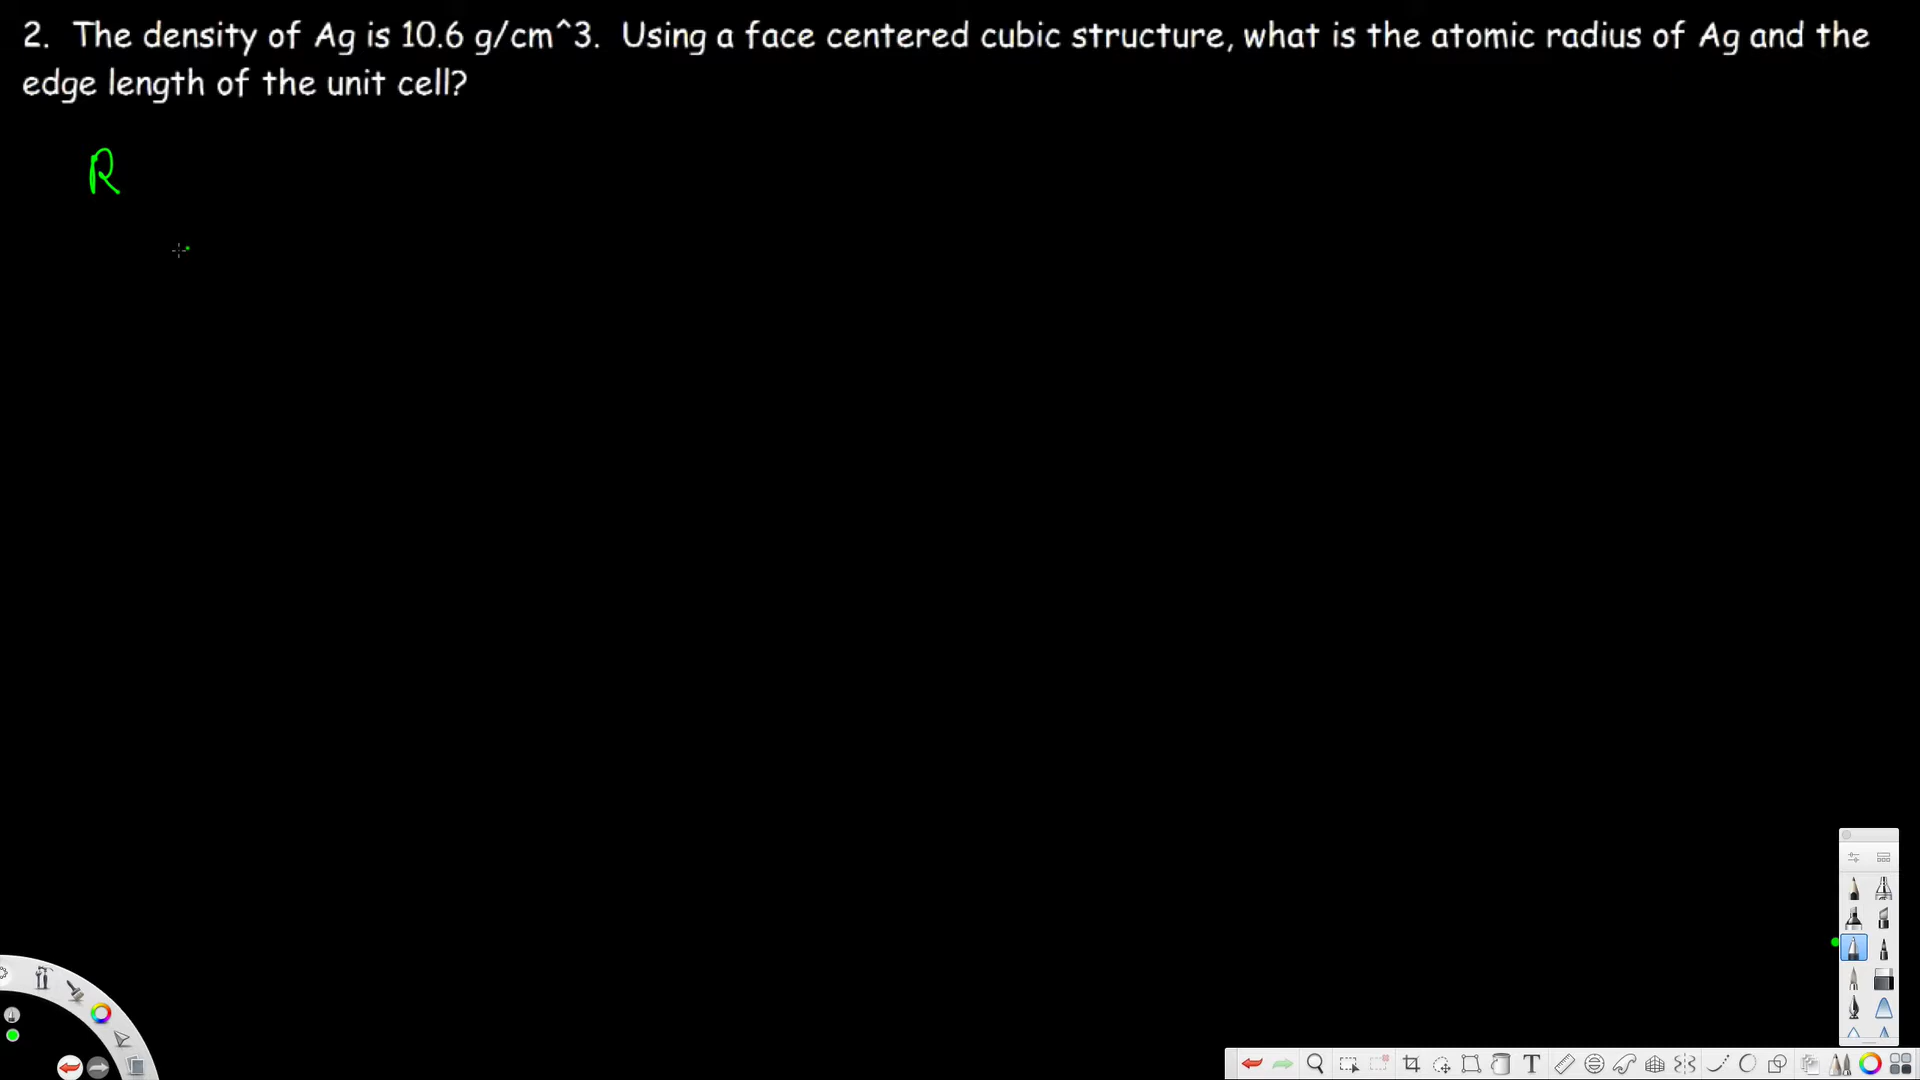 2. The density of Ag is 10.6 g/cm^3. Using a face centered cubic structure, what is the atomic radius of Ag and the
edge length of the unit cell?
R